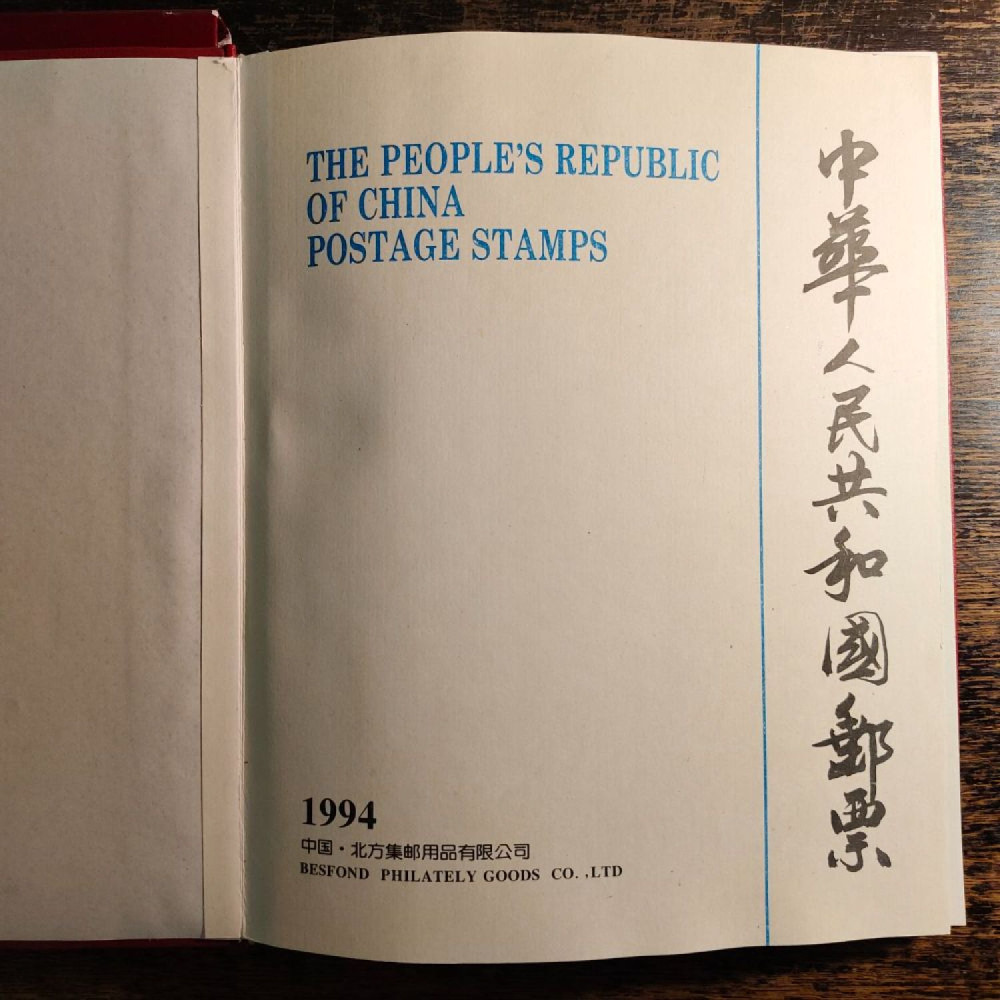 THE PEOPLE'S REPUBLIC
OF CHINA
POSTAGE STAMPS
中華人民共和國郵票
1994
中国・北方集邮用品有限公司
BESFOND PHILATELY GOODS CO. ,LTD